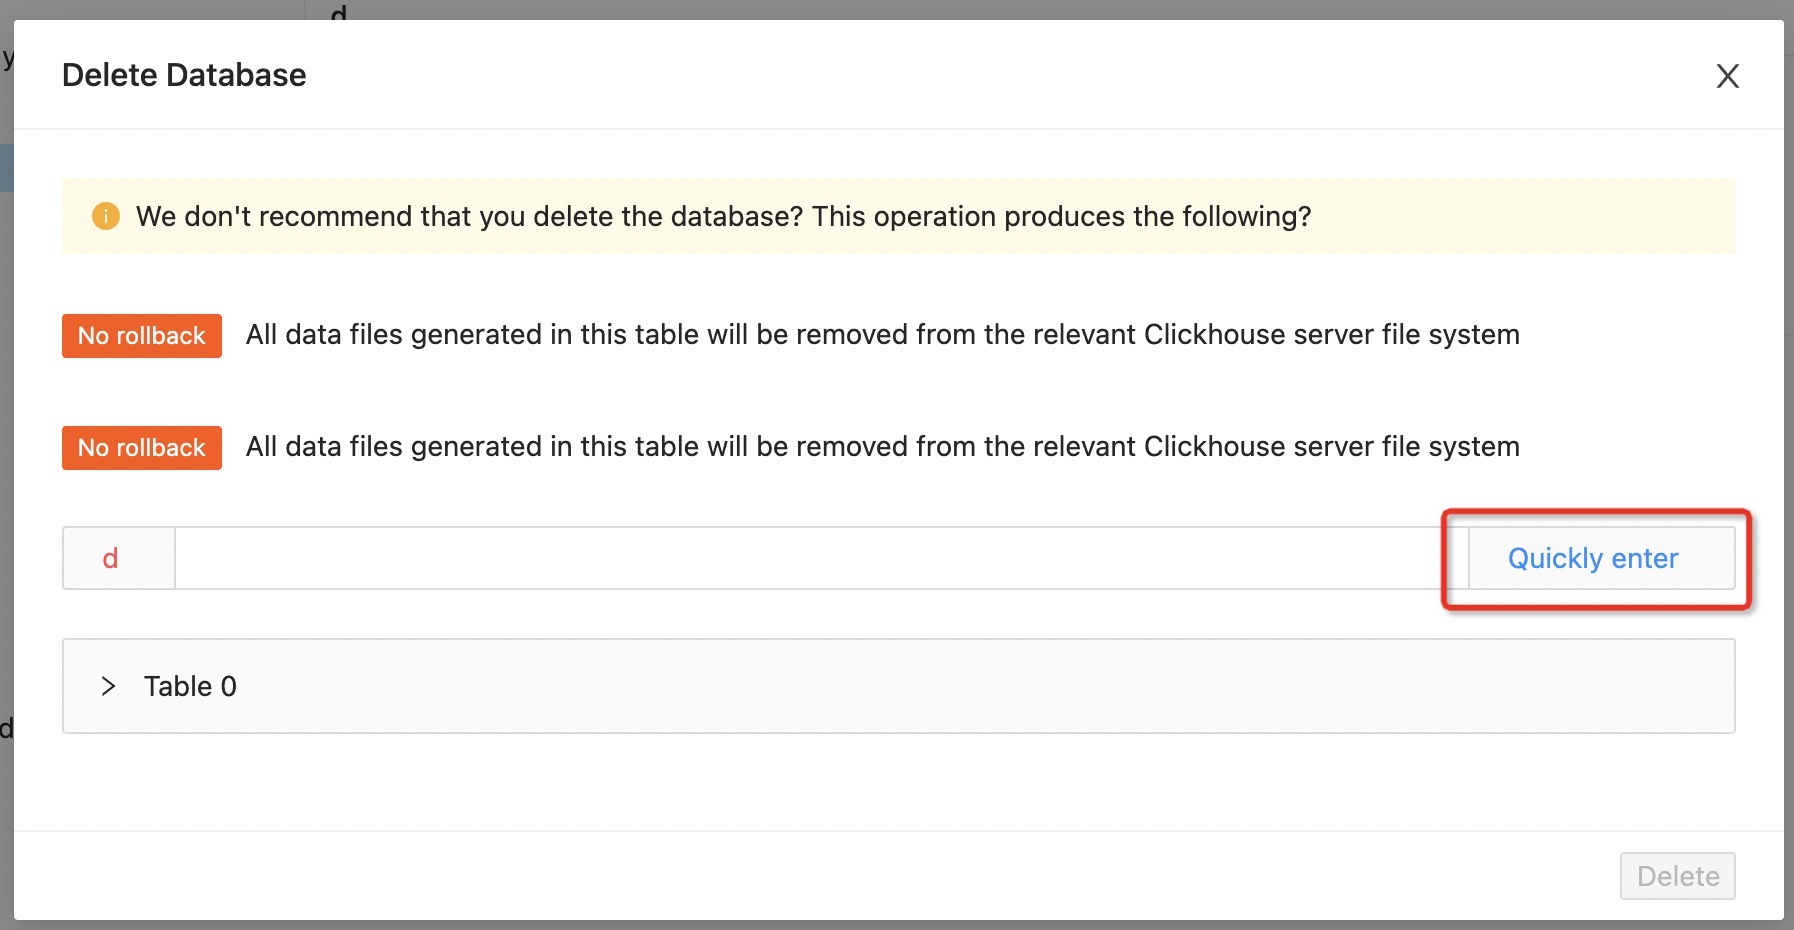 d
y
Delete Database
We don't recommend that you delete the database? This operation produces the following?
No rollback All data files generated in this table will be removed from the relevant Clickhouse server file system
No rollback All data files generated in this table will be removed from the relevant Clickhouse server file system
d Quickly enter
Table 0
d
Delete